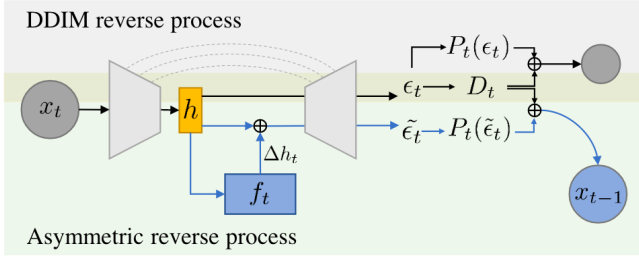 DDIM reverse process
P_t(ϵ_t)
x_t
h
ϵ_t
D_t
ϵ̃_t
P_t(ϵ̃_t)
Δh_t
f_t
x_{t−1}
Asymmetric reverse process